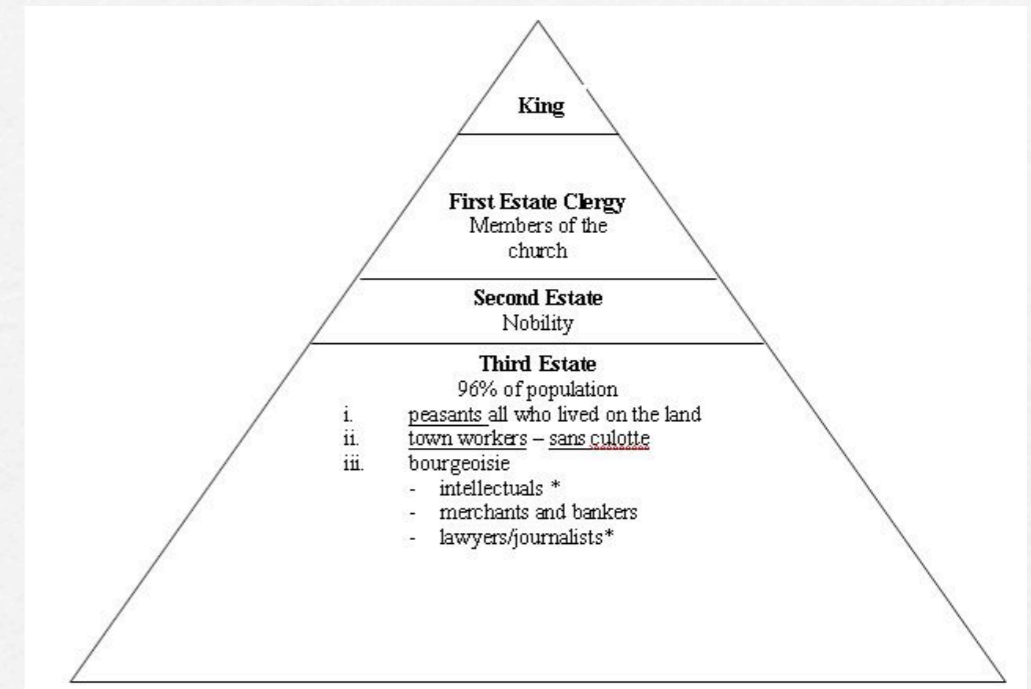 King
First Estate Clergy
Members of the
church
Second Estate
Nobility
Third Estate
96% of population
i. peasants all who lived on the land
ii. town workers – sans culotte
iii. bourgeoisie
- intellectuals *
- merchants and bankers
- lawyers/journalists*